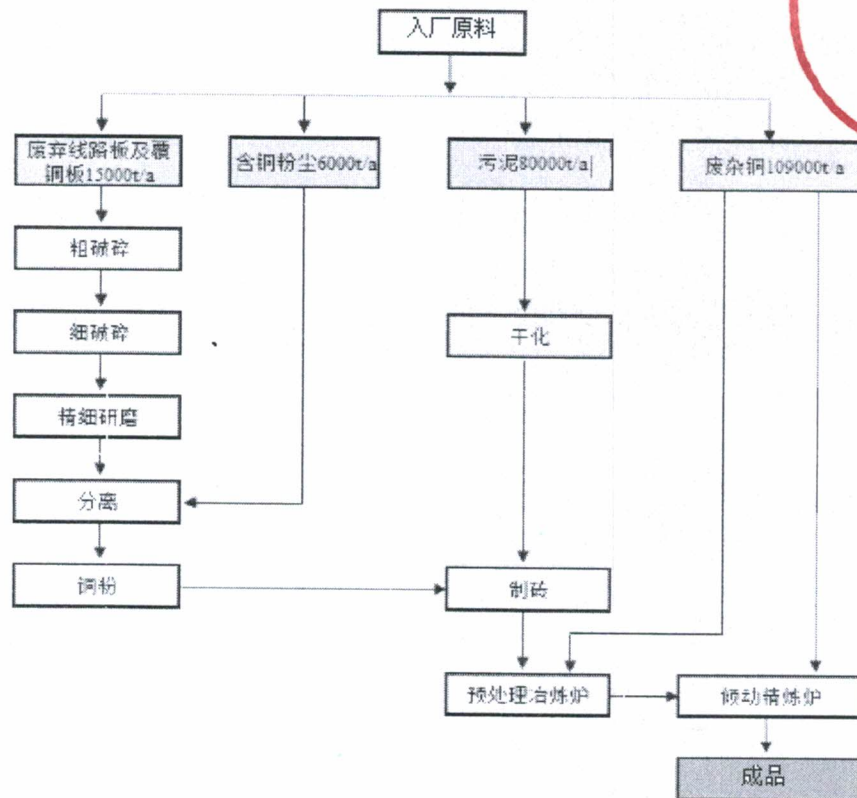 入厂原料
废弃线路板及覆
铜板15000t/a
含铜粉尘6000t/a
污泥80000t/a
废杂铜109000t/a
粗破碎
细破碎
干化
精细研磨
分离
铜粉
制砖
预处理冶炼炉
倾动精炼炉
成品